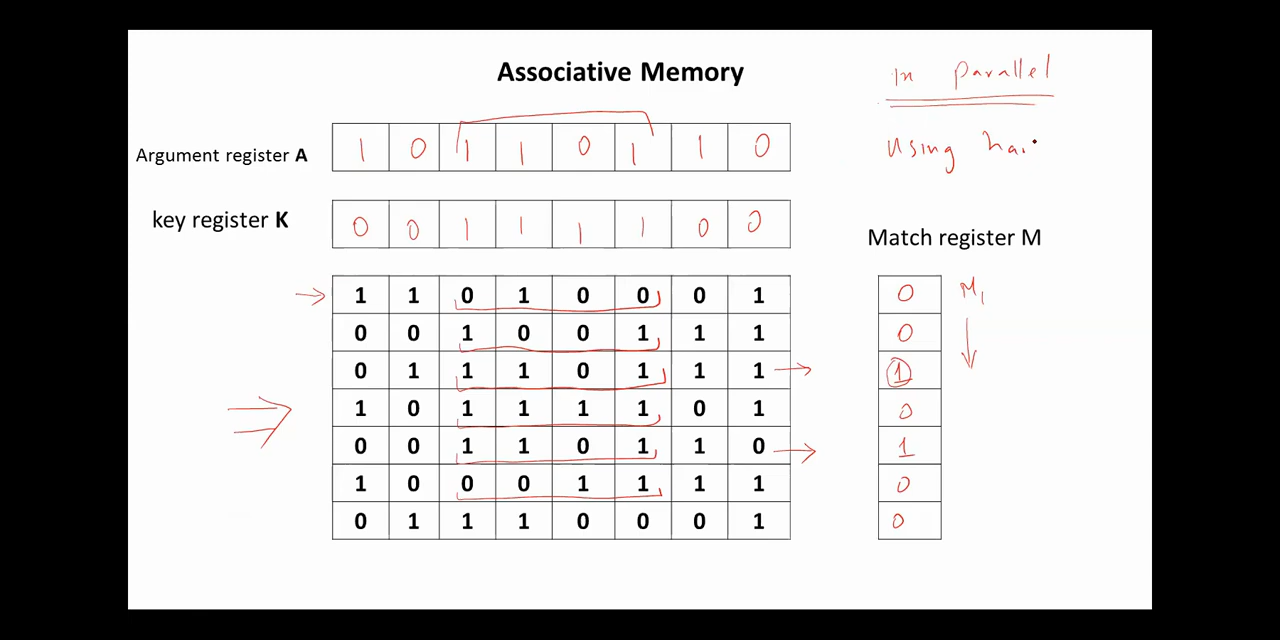 Associative Memory
in parallel
using har
Argument register A
1 0 1 1 0 1 1 0
key register K
0 0 1 1 1 1 0 0
Match register M
1 1 0 1 0 0 0 1 0 M1
0 0 1 0 0 1 1 1 0
0 1 1 1 0 1 1 1 1
1 0 1 1 1 1 0 1 0
0 0 1 1 0 1 1 0 1
1 0 0 0 1 1 1 1 0
0 1 1 1 0 0 0 1 0